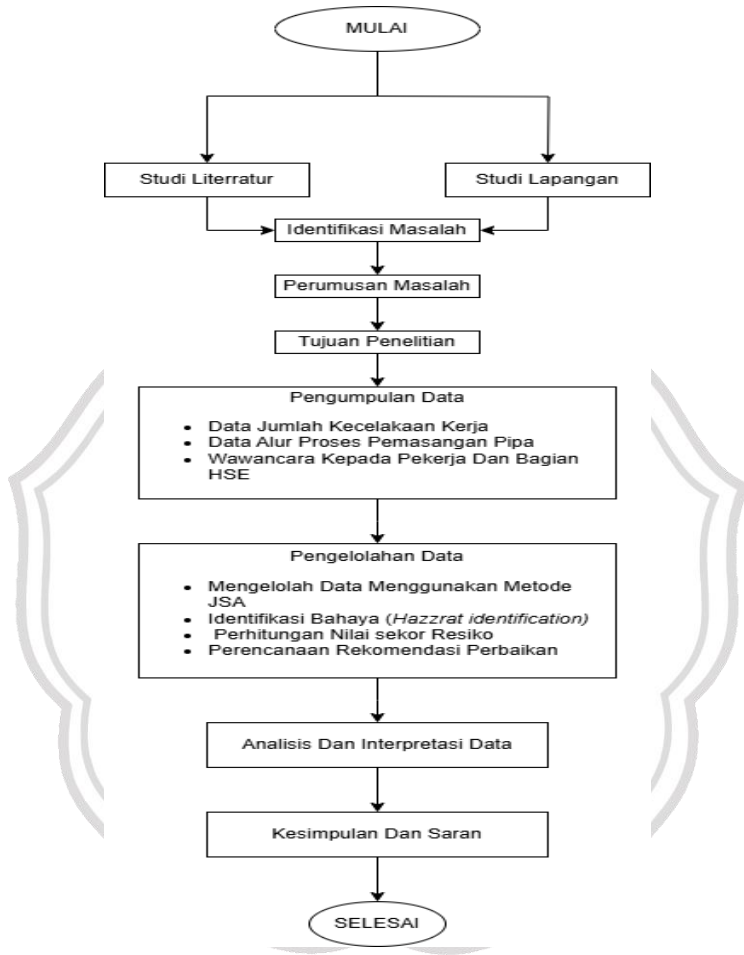 MULAI
Studi Literratur
Studi Lapangan
Identifikasi Masalah
Perumusan Masalah
Tujuan Penelitian
Pengumpulan Data
• Data Jumlah Kecelakaan Kerja
• Data Alur Proses Pemasangan Pipa
• Wawancara Kepada Pekerja Dan Bagian
HSE
Pengelolahan Data
• Mengelolah Data Menggunakan Metode
JSA
• Identifikasi Bahaya (Hazzrat identification)
• Perhitungan Nilai sekor Resiko
• Perencanaan Rekomendasi Perbaikan
Analisis Dan Interpretasi Data
Kesimpulan Dan Saran
SELESAI